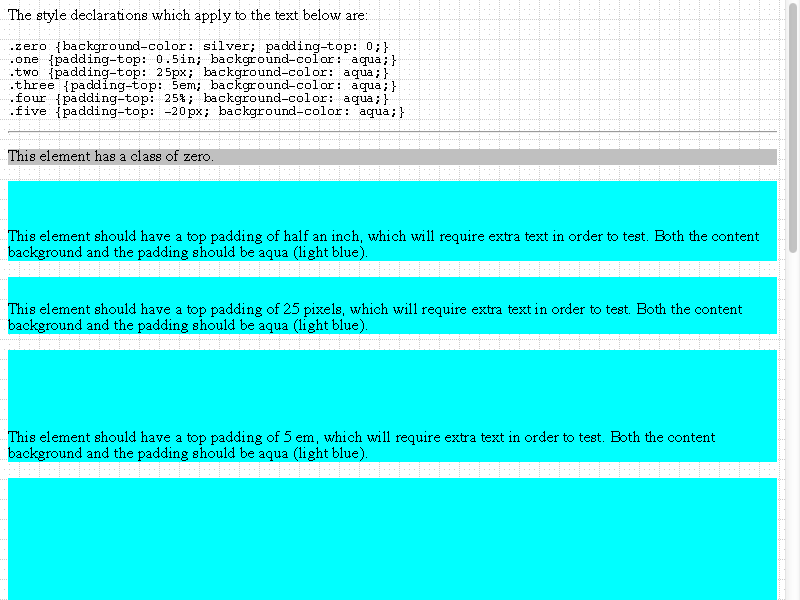 The style declarations which apply to the text below are:
.zero {background-color: silver; padding-top: 0;}
.one {padding-top: 0.5in; background-color: aqua;}
.two {padding-top: 25px; background-color: aqua;}
.three {padding-top: 5em; background-color: aqua;}
.four {padding-top: 25%; background-color: aqua;}
.five {padding-top: -20px; background-color: aqua;}
This element has a class of zero.
This element should have a top padding of half an inch, which will require extra text in order to test. Both the content
background and the padding should be aqua (light blue).
This element should have a top padding of 25 pixels, which will require extra text in order to test. Both the content
background and the padding should be aqua (light blue).
This element should have a top padding of 5 em, which will require extra text in order to test. Both the content
background and the padding should be aqua (light blue).